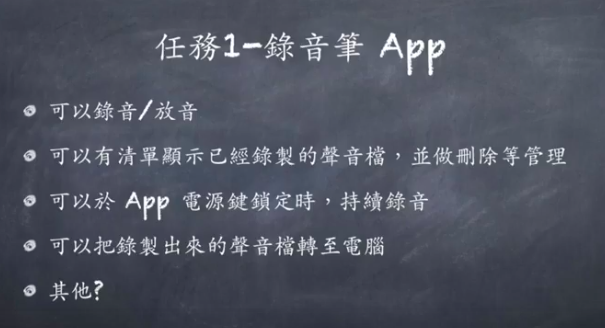 任務1-錄音筆 App
可以錄音/放音
可以有清單顯示已經錄製的聲音檔，並做刪除等管理
可以於 App 電源鍵鎖定時，持續錄音
可以把錄製出來的聲音檔轉至電腦
其他?